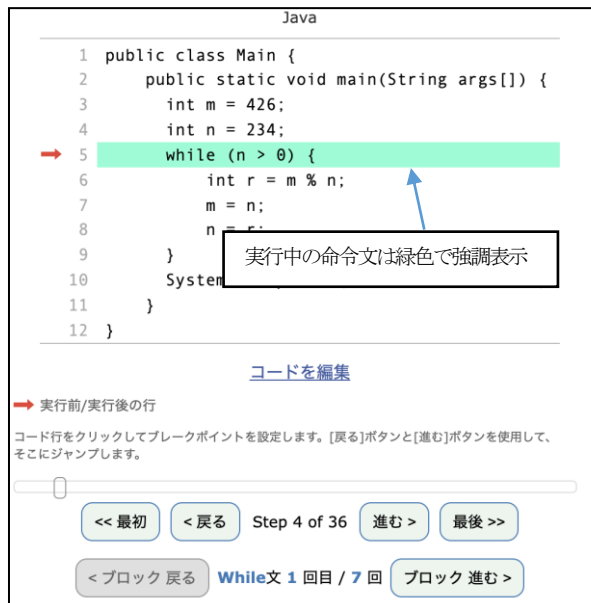 Java
1 public class Main {
2 public static void main(String args[]) {
3 int m = 426;
4 int n = 234;
5 while (n > 0) {
6 int r = m % n;
7 m = n;
8 n = r;
実行中の命令文は緑色で強調表示
9 }
10 System
11 }
12 }
コードを編集
実行前/実行後の行
コード行をクリックしてブレークポイントを設定します。[戻る]ボタンと[進む]ボタンを使用して、
そこにジャンプします。
<< 最初 < 戻る Step 4 of 36 進む > 最後 >>
< ブロック 戻る While文 1 回目 / 7 回 ブロック 進む >